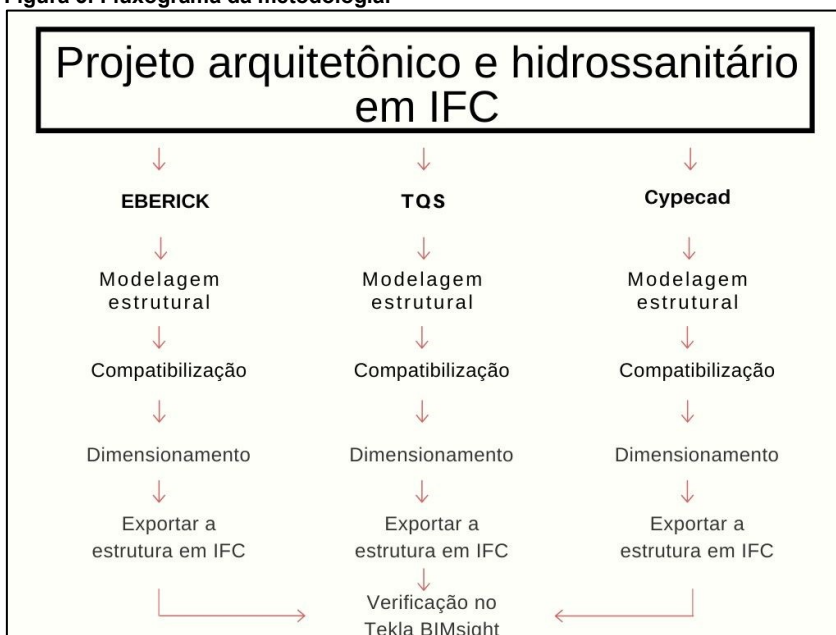 Figura 5. Fluxograma da metodologia.
Projeto arquitetônico e hidrossanitário
em IFC
EBERICK
TQS
Cypecad
Modelagem
estrutural
Modelagem
estrutural
Modelagem
estrutural
Compatibilização
Compatibilização
Compatibilização
Dimensionamento
Dimensionamento
Dimensionamento
Exportar a
estrutura em IFC
Exportar a
estrutura em IFC
Exportar a
estrutura em IFC
Verificação no
Tekla BIMsight